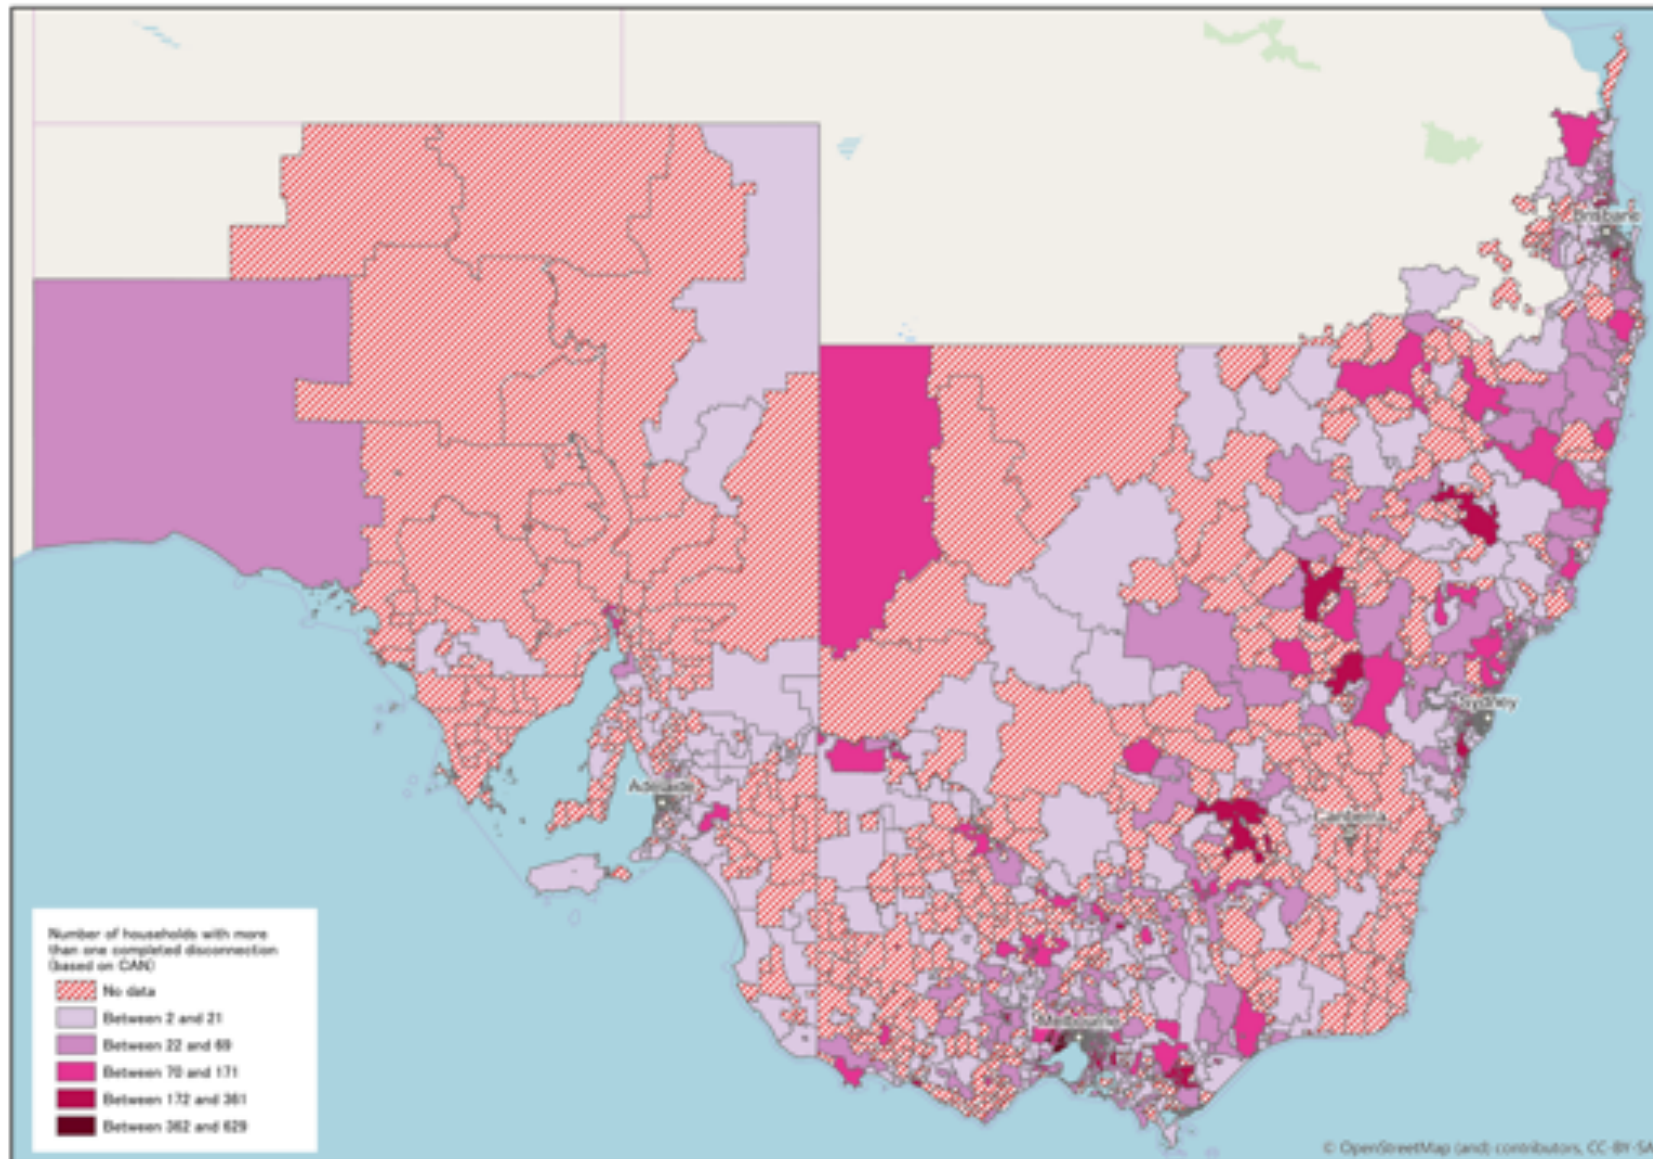 Brisbane
Sydney
Adelaide
Canberra
Melbourne
Number of households with more
than one completed disconnection
(based on CAN)
No data
Between 2 and 21
Between 22 and 69
Between 70 and 171
Between 172 and 361
Between 362 and 629
© OpenStreetMap (and) contributors, CC-BY-SA